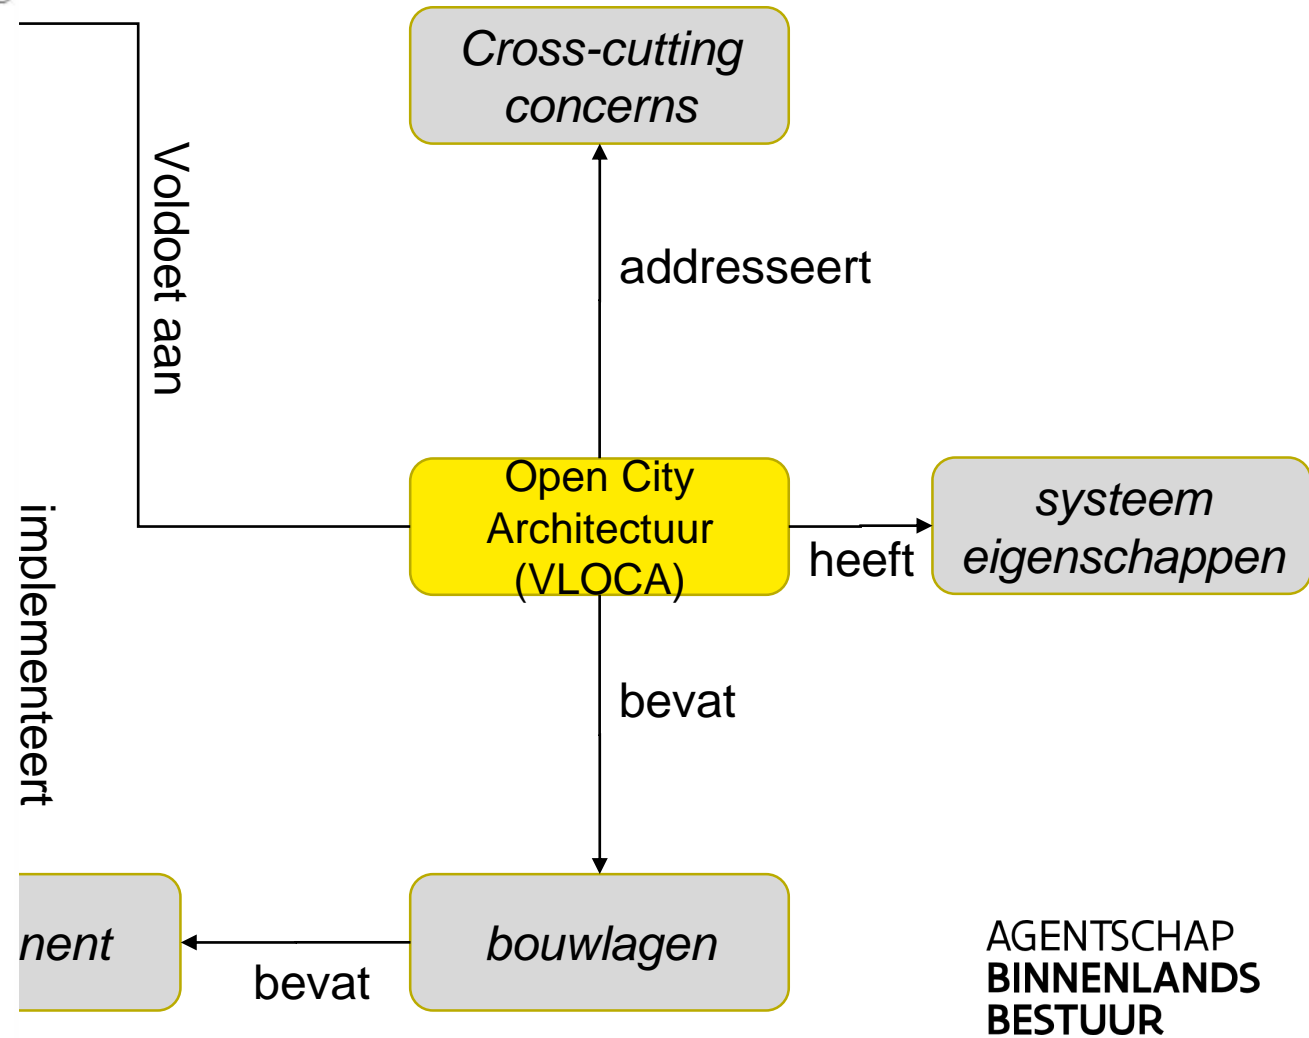 Cross-cutting
concerns
Voldoet aan
addresseert
Open City
Architectuur
(VLOCA)
heeft
systeem
eigenschappen
implementeert
bevat
nent
bevat
bouwlagen
AGENTSCHAP
BINNENLANDS
BESTUUR